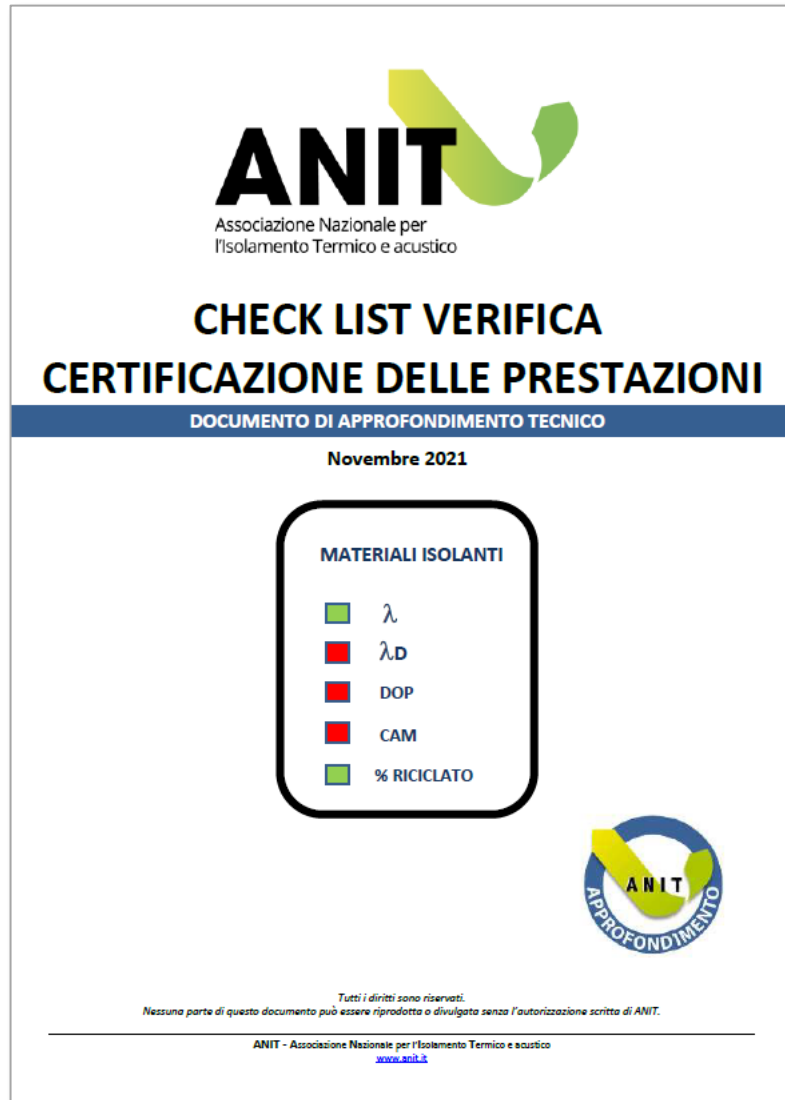 ANIT
Associazione Nazionale per
l'Isolamento Termico e acustico
CHECK LIST VERIFICA
CERTIFICAZIONE DELLE PRESTAZIONI
DOCUMENTO DI APPROFONDIMENTO TECNICO
Novembre 2021
MATERIALI ISOLANTI
λ
λD
DOP
CAM
% RICICLATO
ANIT
APPROFONDIMENTO
Tutti i diritti sono riservati.
Nessuna parte di questo documento può essere riprodotta o divulgata senza l'autorizzazione scritta di ANIT.
ANIT - Associazione Nazionale per l'Isolamento Termico e acustico
www.anit.it